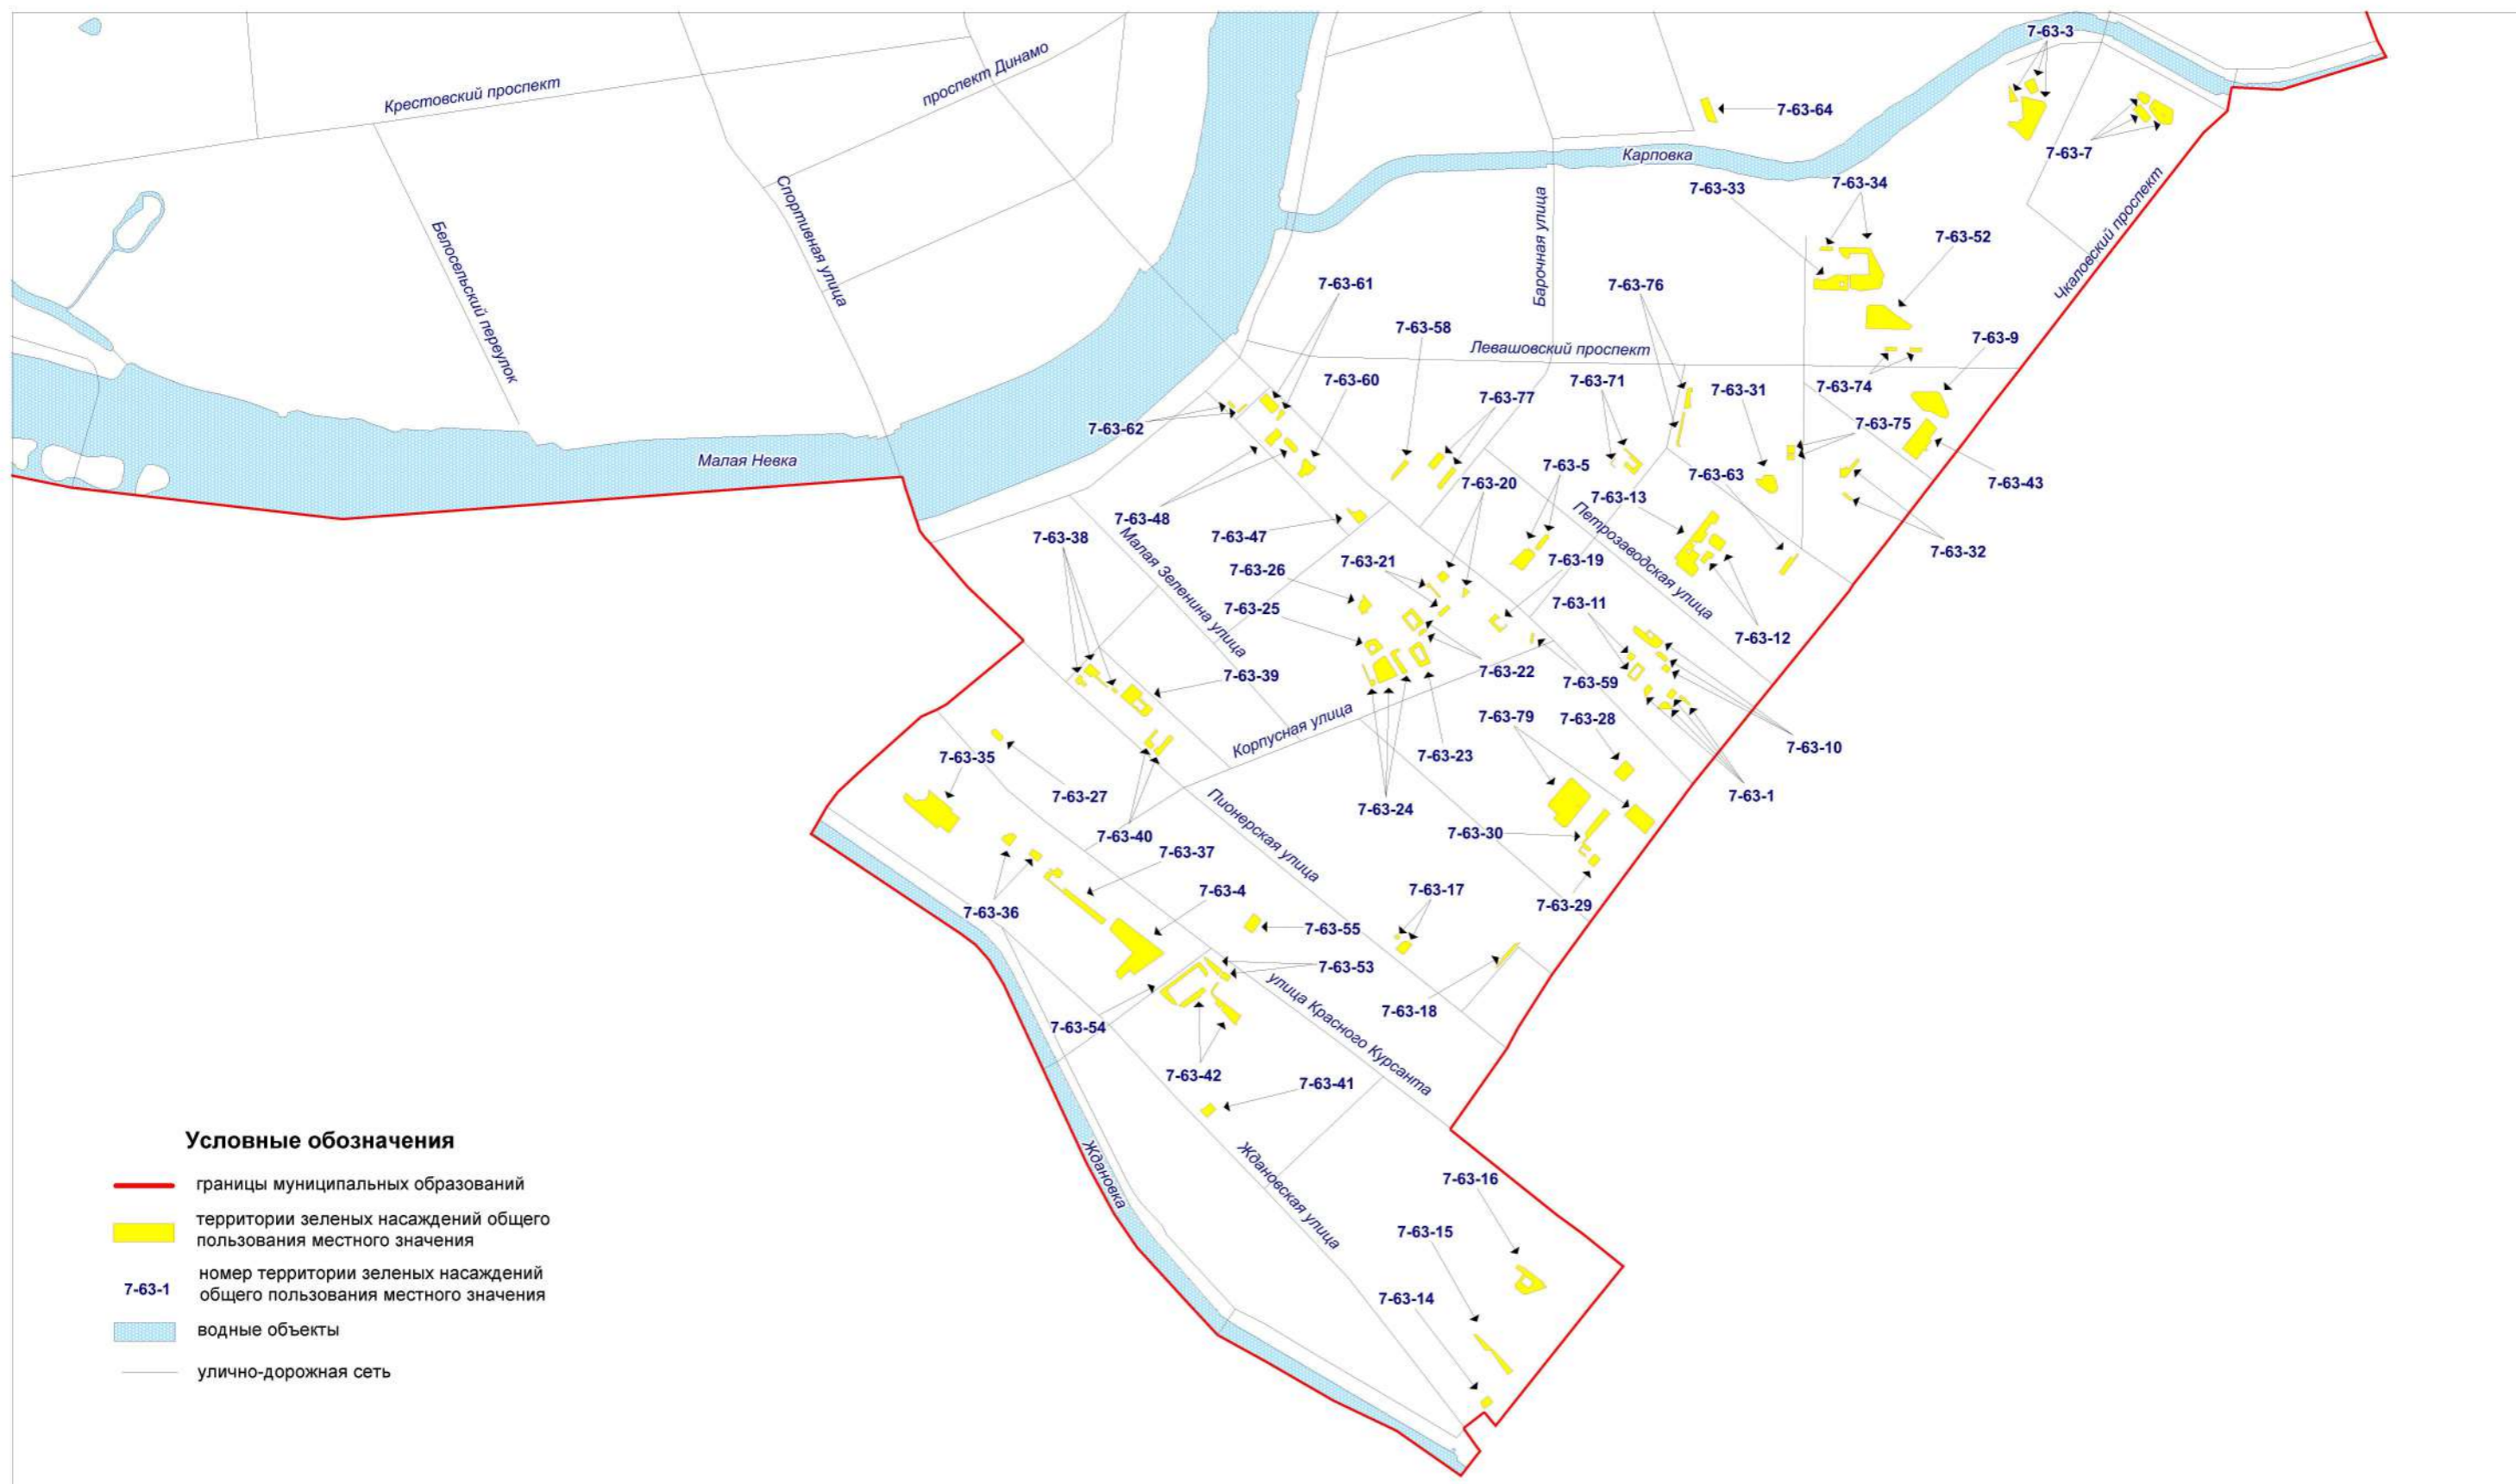 7-63-3
Крестовский проспект
проспект Динамо
7-63-64
Карповка
7-63-7
7-63-33
7-63-34
Спортивная улица
Белосельский переулок
Барочная улица
Чкаловский проспект
7-63-52
7-63-61
7-63-76
7-63-58
Левашовский проспект
7-63-9
7-63-60
7-63-71
7-63-31
7-63-74
7-63-77
7-63-62
7-63-75
Малая Невка
7-63-5
7-63-63
7-63-20
7-63-43
7-63-13
7-63-48
Петрозаводская улица
7-63-47
7-63-38
Малая Зеленина улица
7-63-32
7-63-21
7-63-19
7-63-26
7-63-25
7-63-11
7-63-12
7-63-39
7-63-22
7-63-59
7-63-79
7-63-28
Корпусная улица
7-63-10
7-63-35
7-63-23
7-63-27
7-63-1
7-63-24
7-63-40
Пионерская улица
7-63-30
7-63-37
7-63-4
7-63-17
7-63-29
7-63-36
7-63-55
7-63-53
7-63-18
7-63-54
улица Красного Курсанта
7-63-42
7-63-41
Ждановка
Ждановская улица
7-63-16
7-63-15
7-63-14
Условные обозначения
границы муниципальных образований
территории зеленых насаждений общего
пользования местного значения
7-63-1
номер территории зеленых насаждений
общего пользования местного значения
водные объекты
улично-дорожная сеть